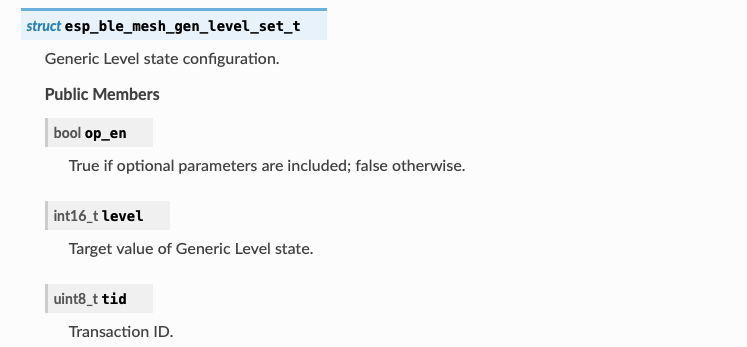 struct esp_ble_mesh_gen_level_set_t
Generic Level state configuration.
Public Members
bool op_en
True if optional parameters are included; false otherwise.
int16_t level
Target value of Generic Level state.
uint8_t tid
Transaction ID.